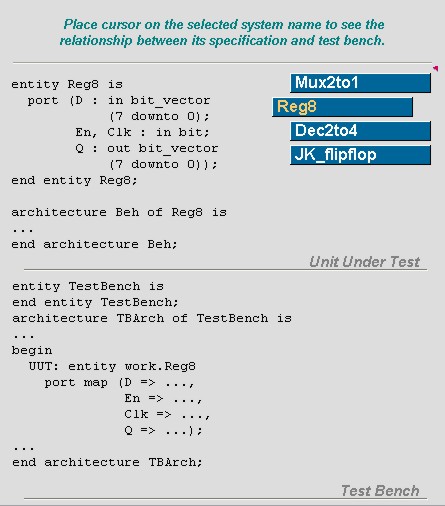 Place cursor on the selected system name to see the
relationship between its specification and test bench.
Mux2to1
Reg8
Dec2to4
JK_flipflop
entity Reg8 is
port (D : in bit_vector
(7 downto 0);
En, Clk : in bit;
Q : out bit_vector
(7 downto 0));
end entity Reg8;
architecture Beh of Reg8 is
...
end architecture Beh;
Unit Under Test
entity TestBench is
end entity TestBench;
architecture TBArch of TestBench is
...
begin
UUT: entity work.Reg8
port map (D => ...,
En => ...,
Clk => ...,
Q => ...);
...
end architecture TBArch;
Test Bench